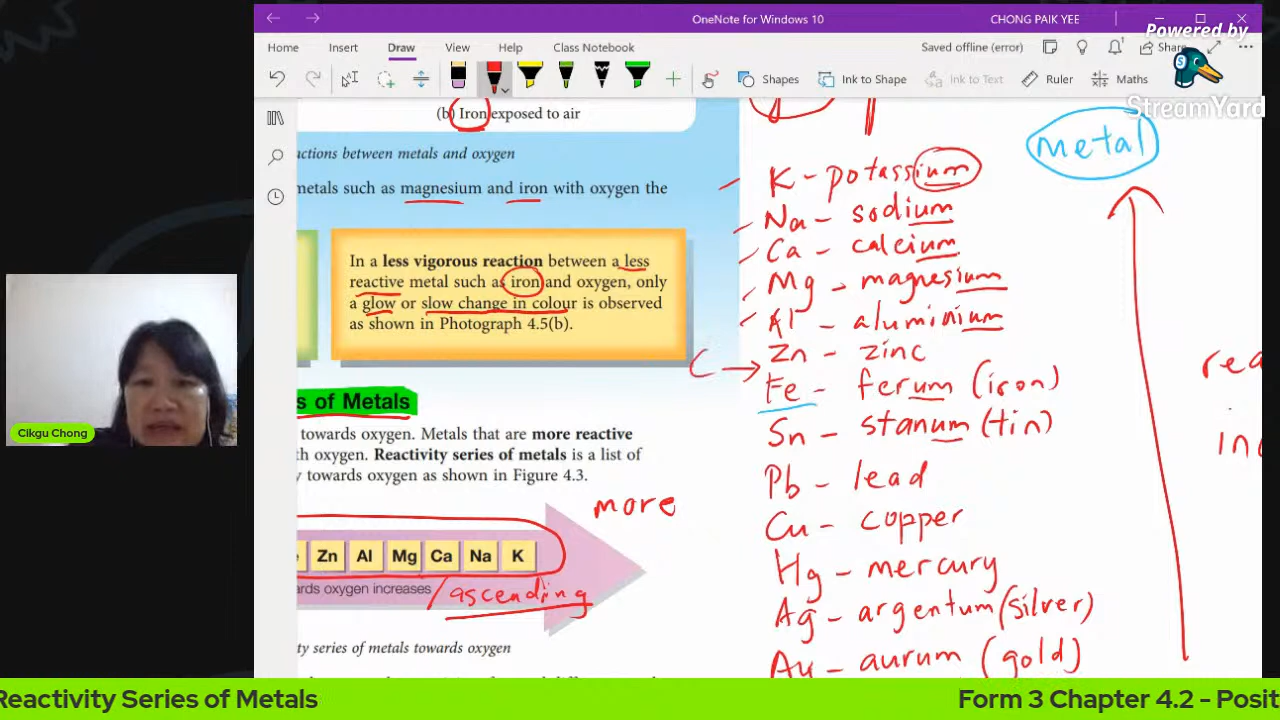 OneNote for Windows 10
CHONG PAIK YEE
Powered by
StreamYard
Home Insert Draw View Help Class Notebook
Saved offline (error)
Share
Shapes
Ink to Shape
Ink to Text
Ruler
Maths
(b) Iron exposed to air
actions between metals and oxygen
metals such as magnesium and iron with oxygen the
In a less vigorous reaction between a less
reactive metal such as iron and oxygen, only
a glow or slow change in colour is observed
as shown in Photograph 4.5(b).
s of Metals
towards oxygen. Metals that are more reactive
th oxygen. Reactivity series of metals is a list of
y towards oxygen as shown in Figure 4.3.
more
Zn Al Mg Ca Na K
rds oxygen increases
ascending
ty series of metals towards oxygen
metal
K - potassium
Na - sodium
Ca - calcium
Mg - magnesium
Al - aluminium
Zn - zinc
C →
Fe - ferum (iron)
Sn - stanum (tin)
Pb - lead
Cu - copper
Hg - mercury
Ag - argentum (silver)
Au - aurum (gold)
rea
Cikgu Chong
Reactivity Series of Metals
Form 3 Chapter 4.2 - Posit